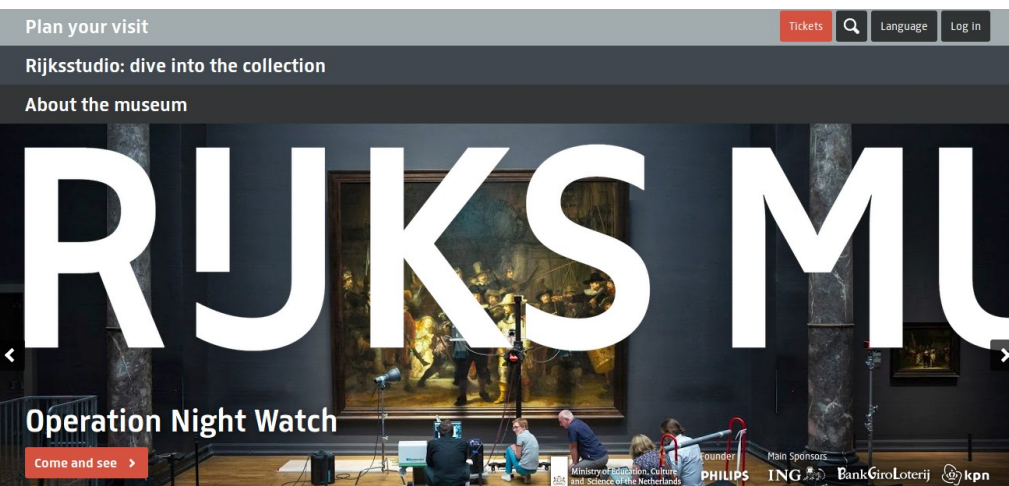 Plan your visit
Tickets
Language
Log in
Rijksstudio: dive into the collection
About the museum
RIJKS MU
Operation Night Watch
Come and see
Ministry of Education, Culture
and Science of the Netherlands
Founder
PHILIPS
Main Sponsors
ING
BankGiroLoterij
kpn